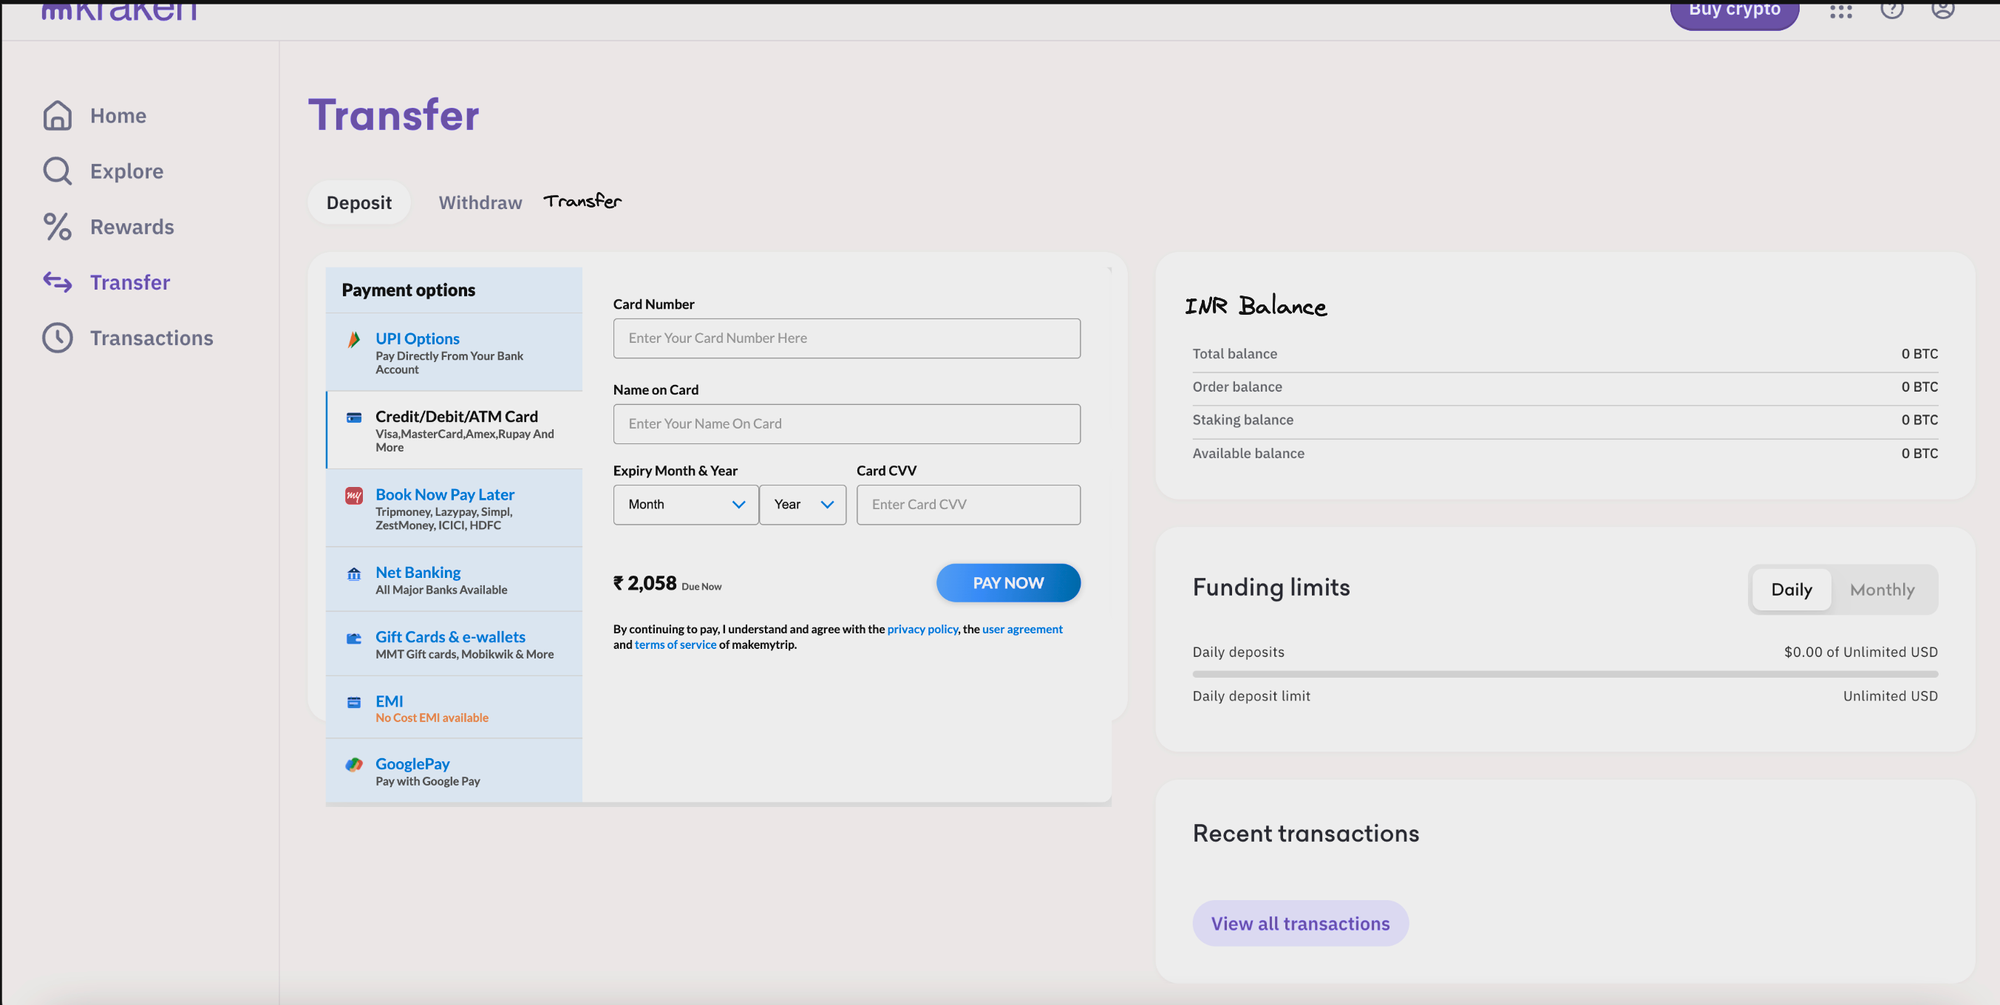 kraken
Buy crypto
Home
Explore
Rewards
Transfer
Transactions
Transfer
Deposit
Withdraw
Transfer
Payment options
UPI Options
Pay Directly From Your Bank
Account
Credit/Debit/ATM Card
Visa,MasterCard,Amex,Rupay And
More
my
Book Now Pay Later
Tripmoney, Lazypay, Simpl,
ZestMoney, ICICI, HDFC
Net Banking
All Major Banks Available
Gift Cards & e-wallets
MMT Gift cards, Mobikwik & More
EMI
No Cost EMI available
GooglePay
Pay with Google Pay
Card Number
Enter Your Card Number Here
Name on Card
Enter Your Name On Card
Expiry Month & Year
Card CVV
Month
Year
Enter Card CVV
₹ 2,058 Due Now
PAY NOW
By continuing to pay, I understand and agree with the privacy policy, the user agreement
and terms of service of makemytrip.
INR Balance
Total balance 0 BTC
Order balance 0 BTC
Staking balance 0 BTC
Available balance 0 BTC
Funding limits
Daily
Monthly
Daily deposits $0.00 of Unlimited USD
Daily deposit limit Unlimited USD
Recent transactions
View all transactions